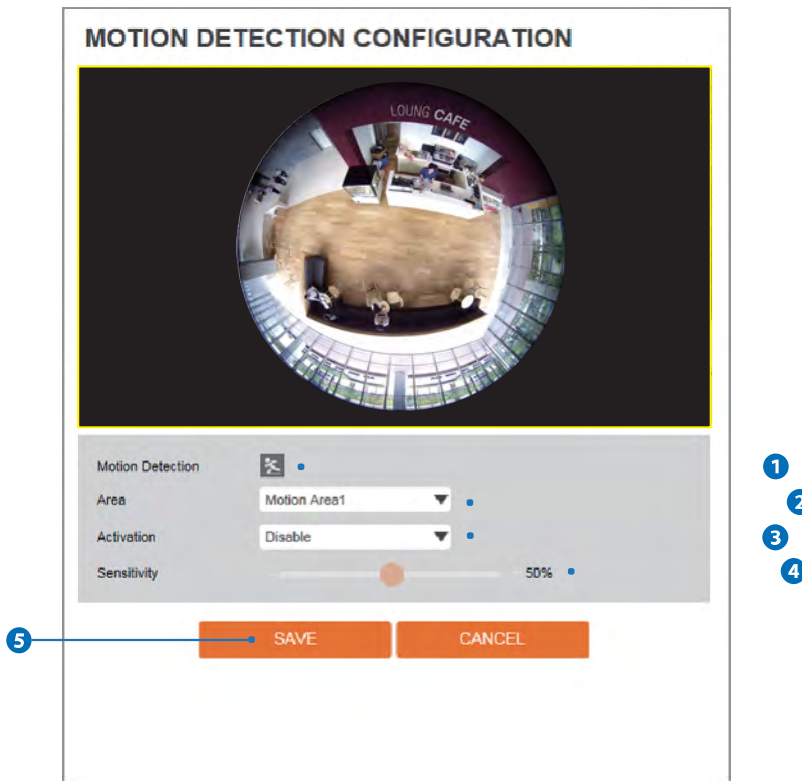 MOTION DETECTION CONFIGURATION
LOUNG CAFE
Motion Detection
1
Area
Motion Area1
2
Activation
Disable
3
Sensitivity
50%
4
5
SAVE
CANCEL